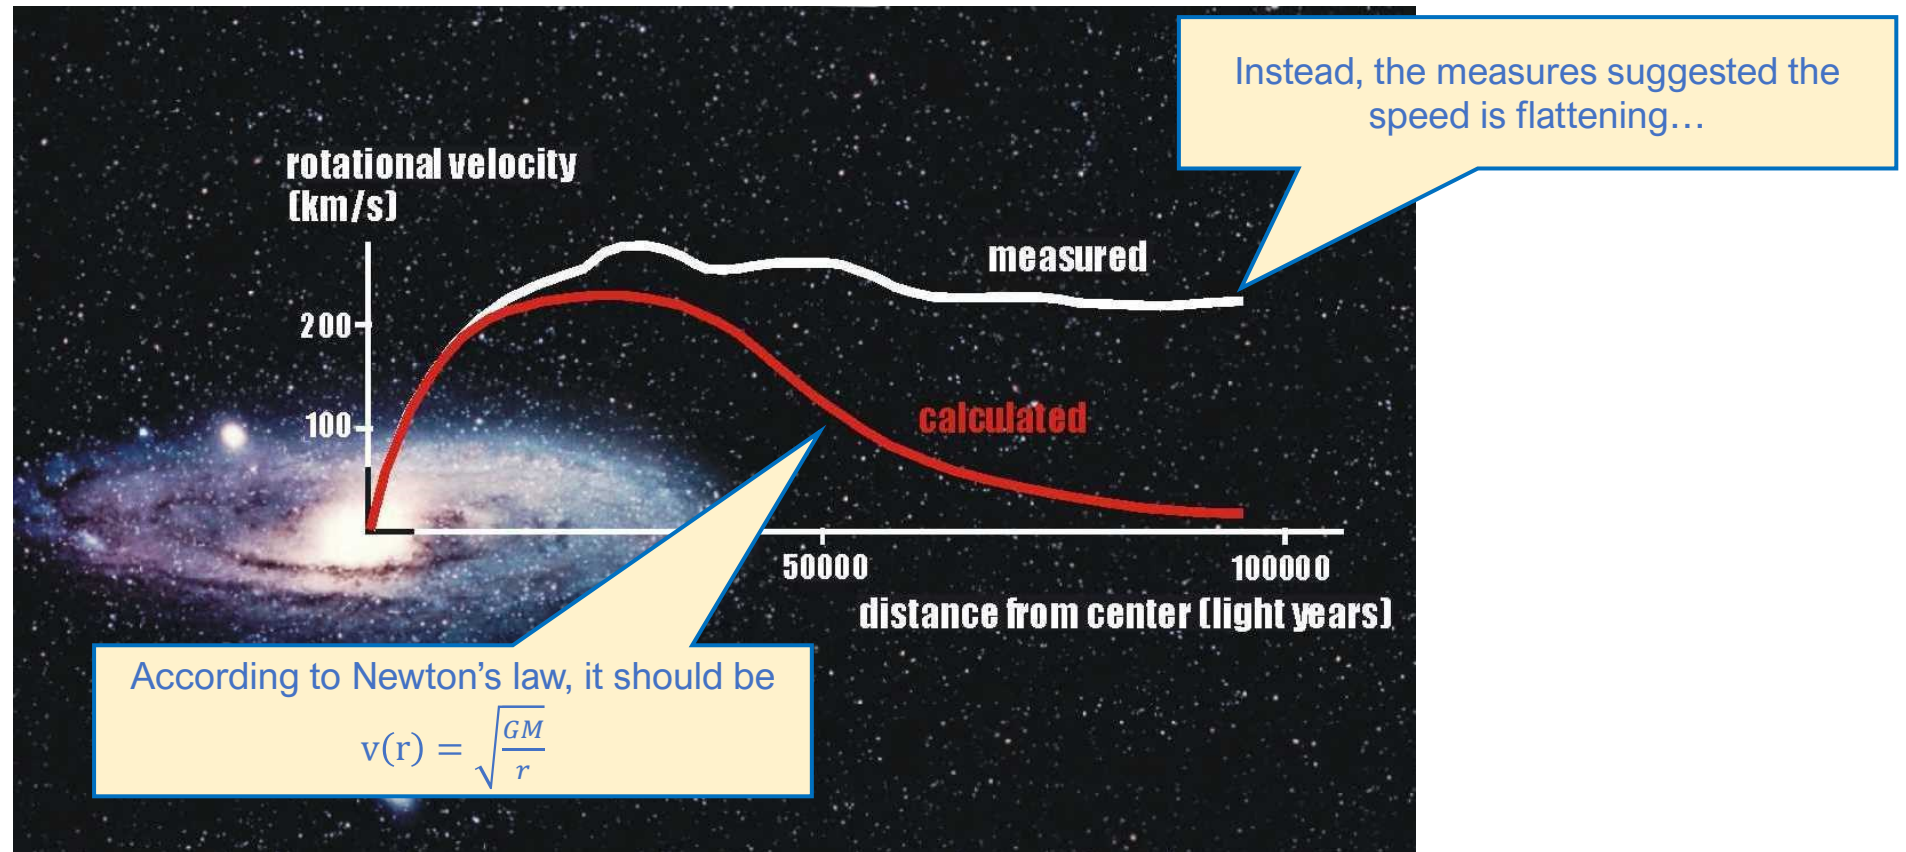 Instead, the measures suggested the
speed is flattening…
rotational velocity
(km/s)
measured
200
calculated
100
50000
100000
distance from center (light years)
According to Newton's law, it should be
v(r) = √(GM/r)